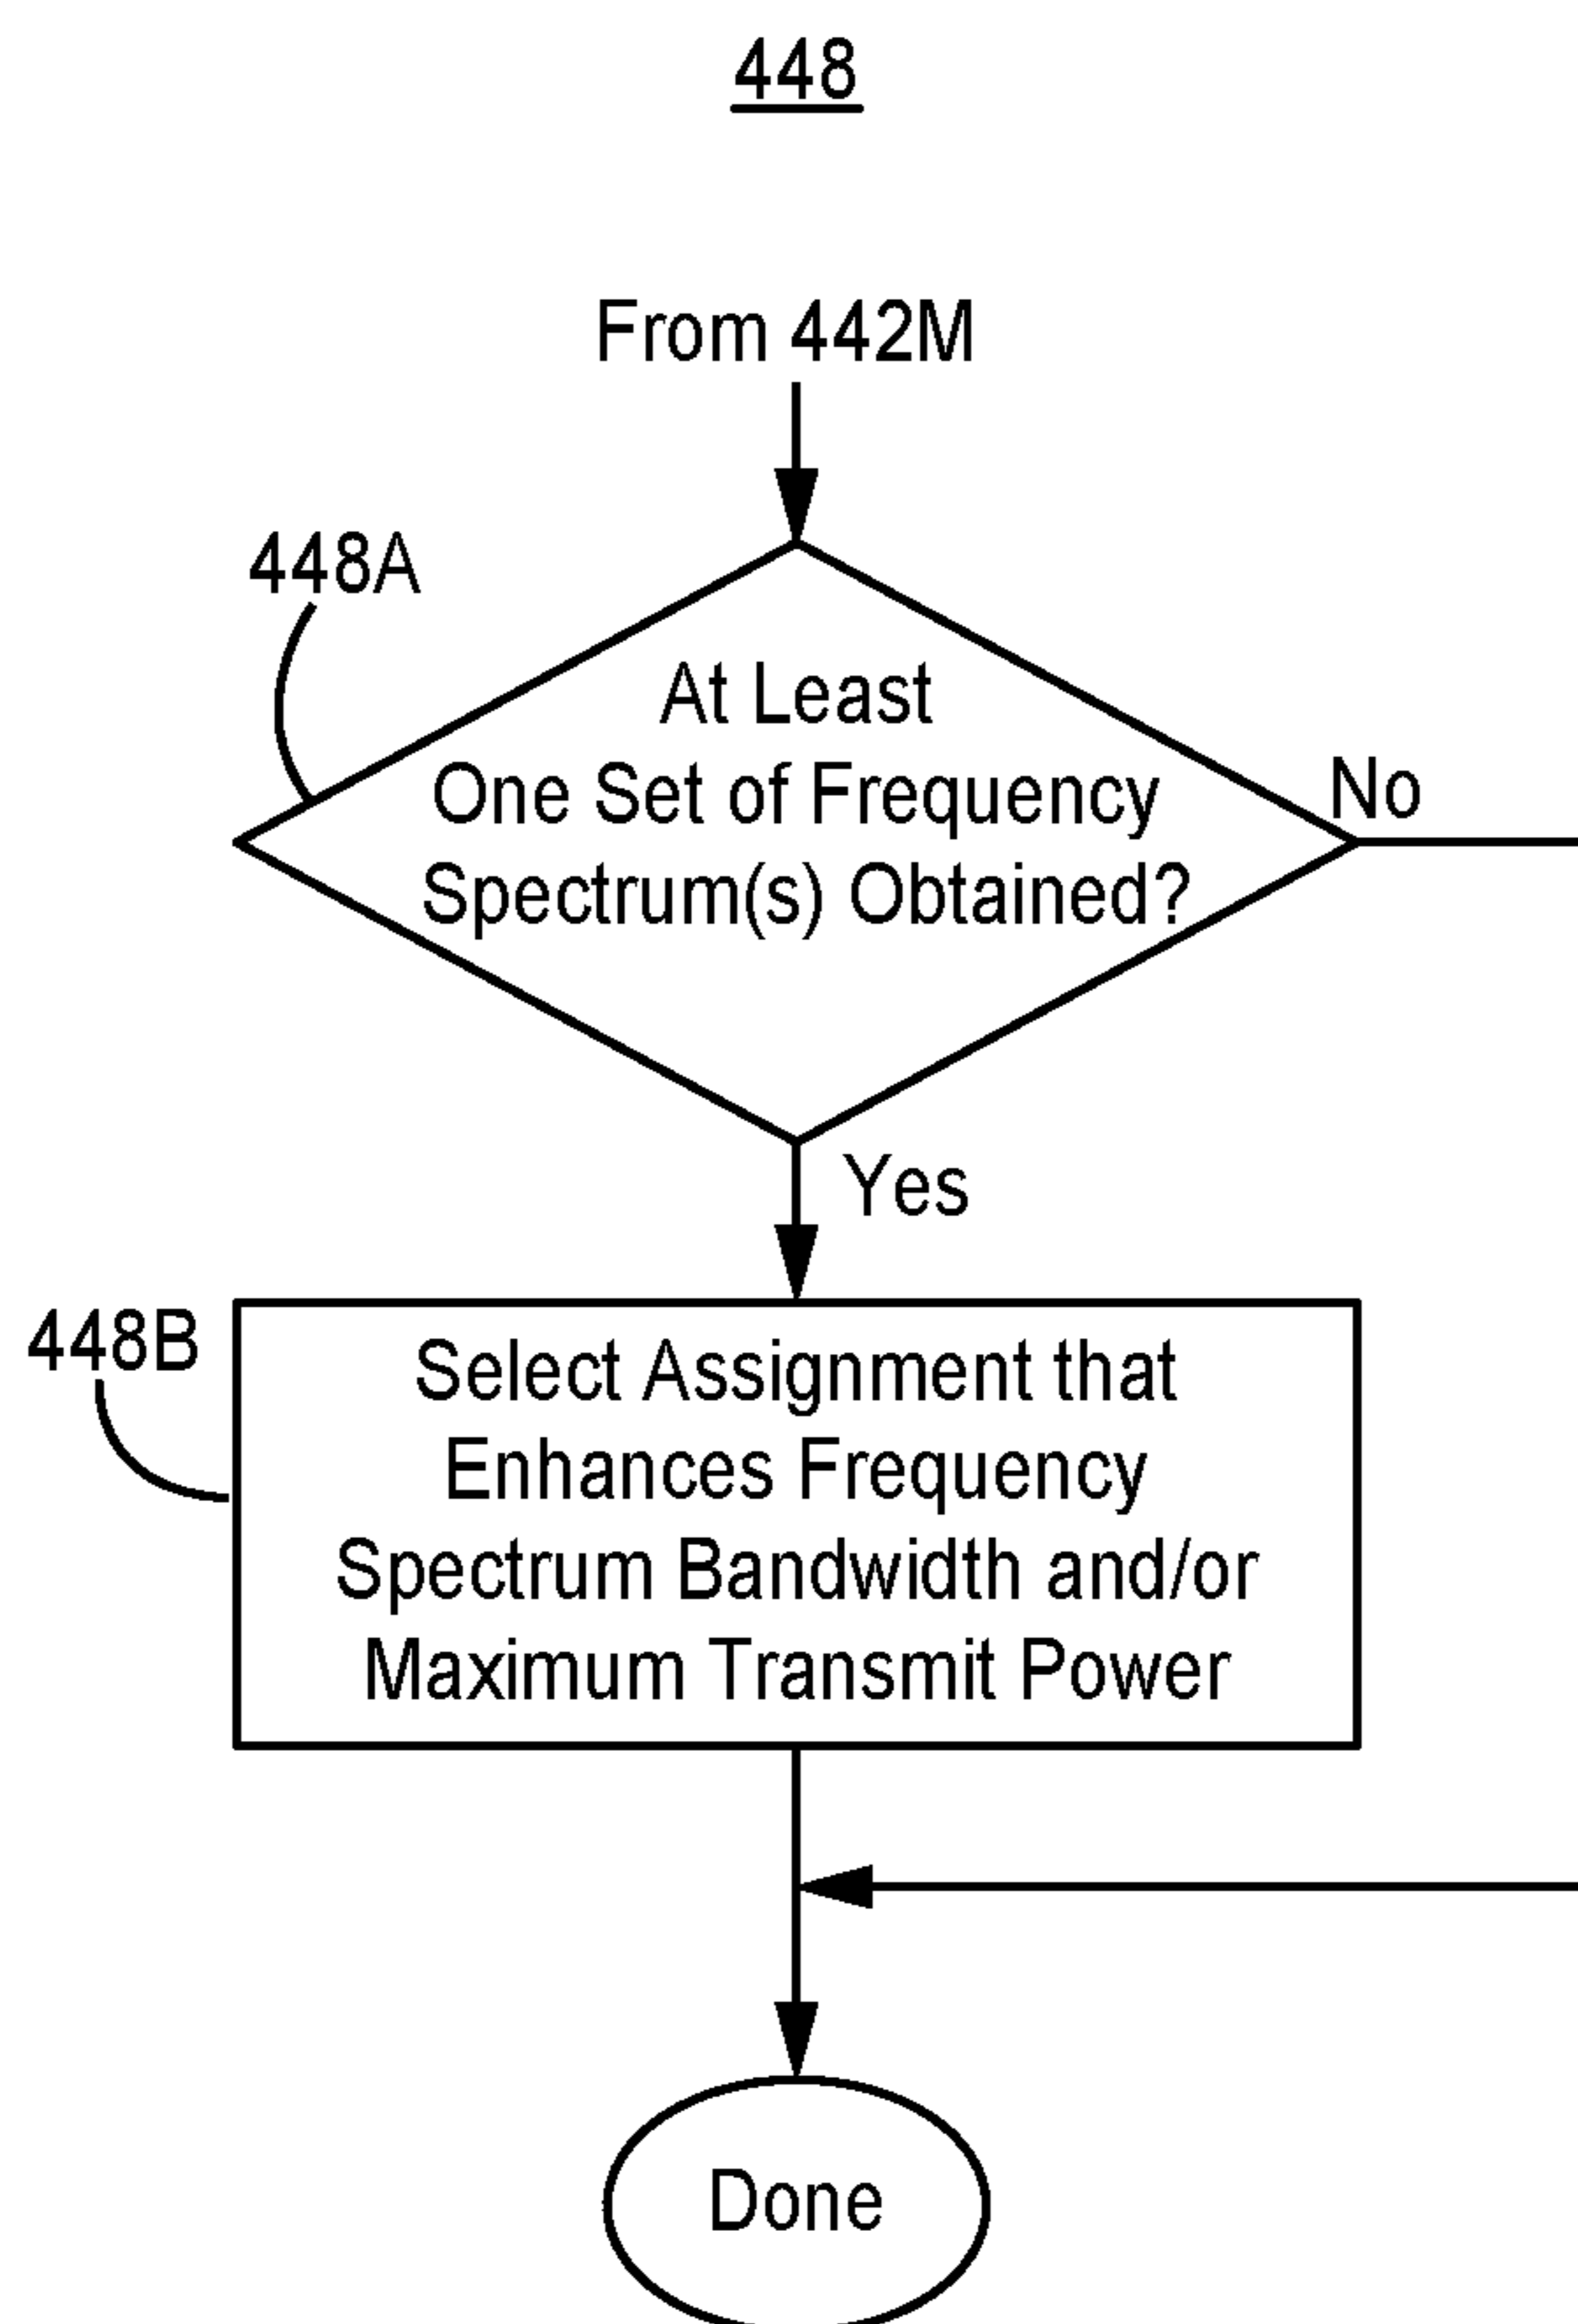 448
From 442M
448A
At Least
One Set of Frequency
Spectrum(s) Obtained?
No
Yes
448B
Select Assignment that
Enhances Frequency
Spectrum Bandwidth and/or
Maximum Transmit Power
Done